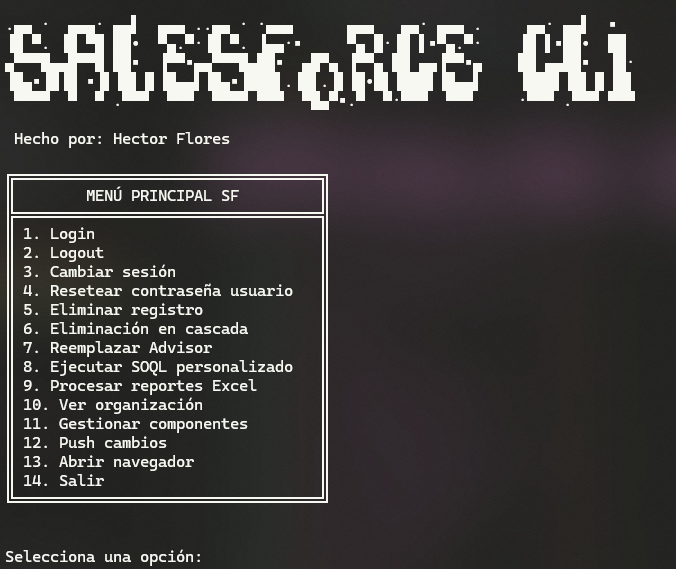 SALESFoRCE Cli
Hecho por: Hector Flores
MENÚ PRINCIPAL SF
1. Login
2. Logout
3. Cambiar sesión
4. Resetear contraseña usuario
5. Eliminar registro
6. Eliminación en cascada
7. Reemplazar Advisor
8. Ejecutar SOQL personalizado
9. Procesar reportes Excel
10. Ver organización
11. Gestionar componentes
12. Push cambios
13. Abrir navegador
14. Salir
Selecciona una opción: